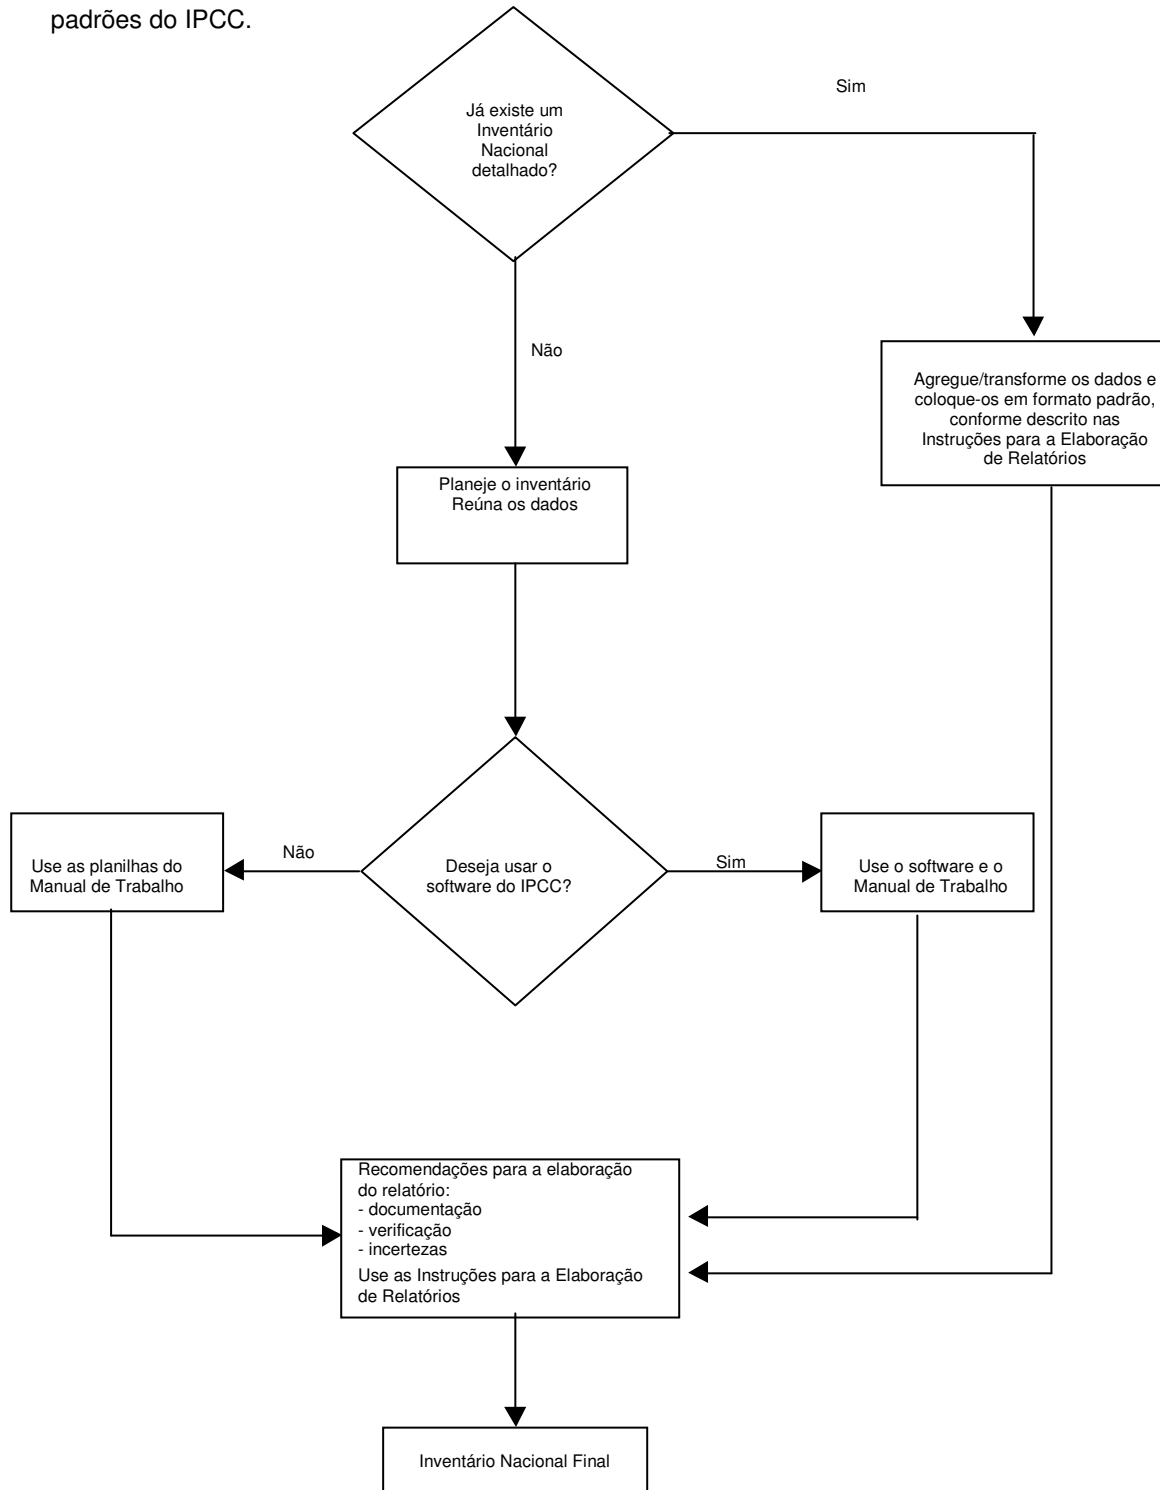 padrões do IPCC.
Já existe um
Inventário
Nacional
detalhado?
Sim
Não
Agregue/transforme os dados e
coloque-os em formato padrão,
conforme descrito nas
Instruções para a Elaboração
de Relatórios
Planeje o inventário
Reúna os dados
Use as planilhas do
Manual de Trabalho
Não
Deseja usar o
software do IPCC?
Sim
Use o software e o
Manual de Trabalho
Recomendações para a elaboração
do relatório:
- documentação
- verificação
- incertezas
Use as Instruções para a Elaboração
de Relatórios
Inventário Nacional Final